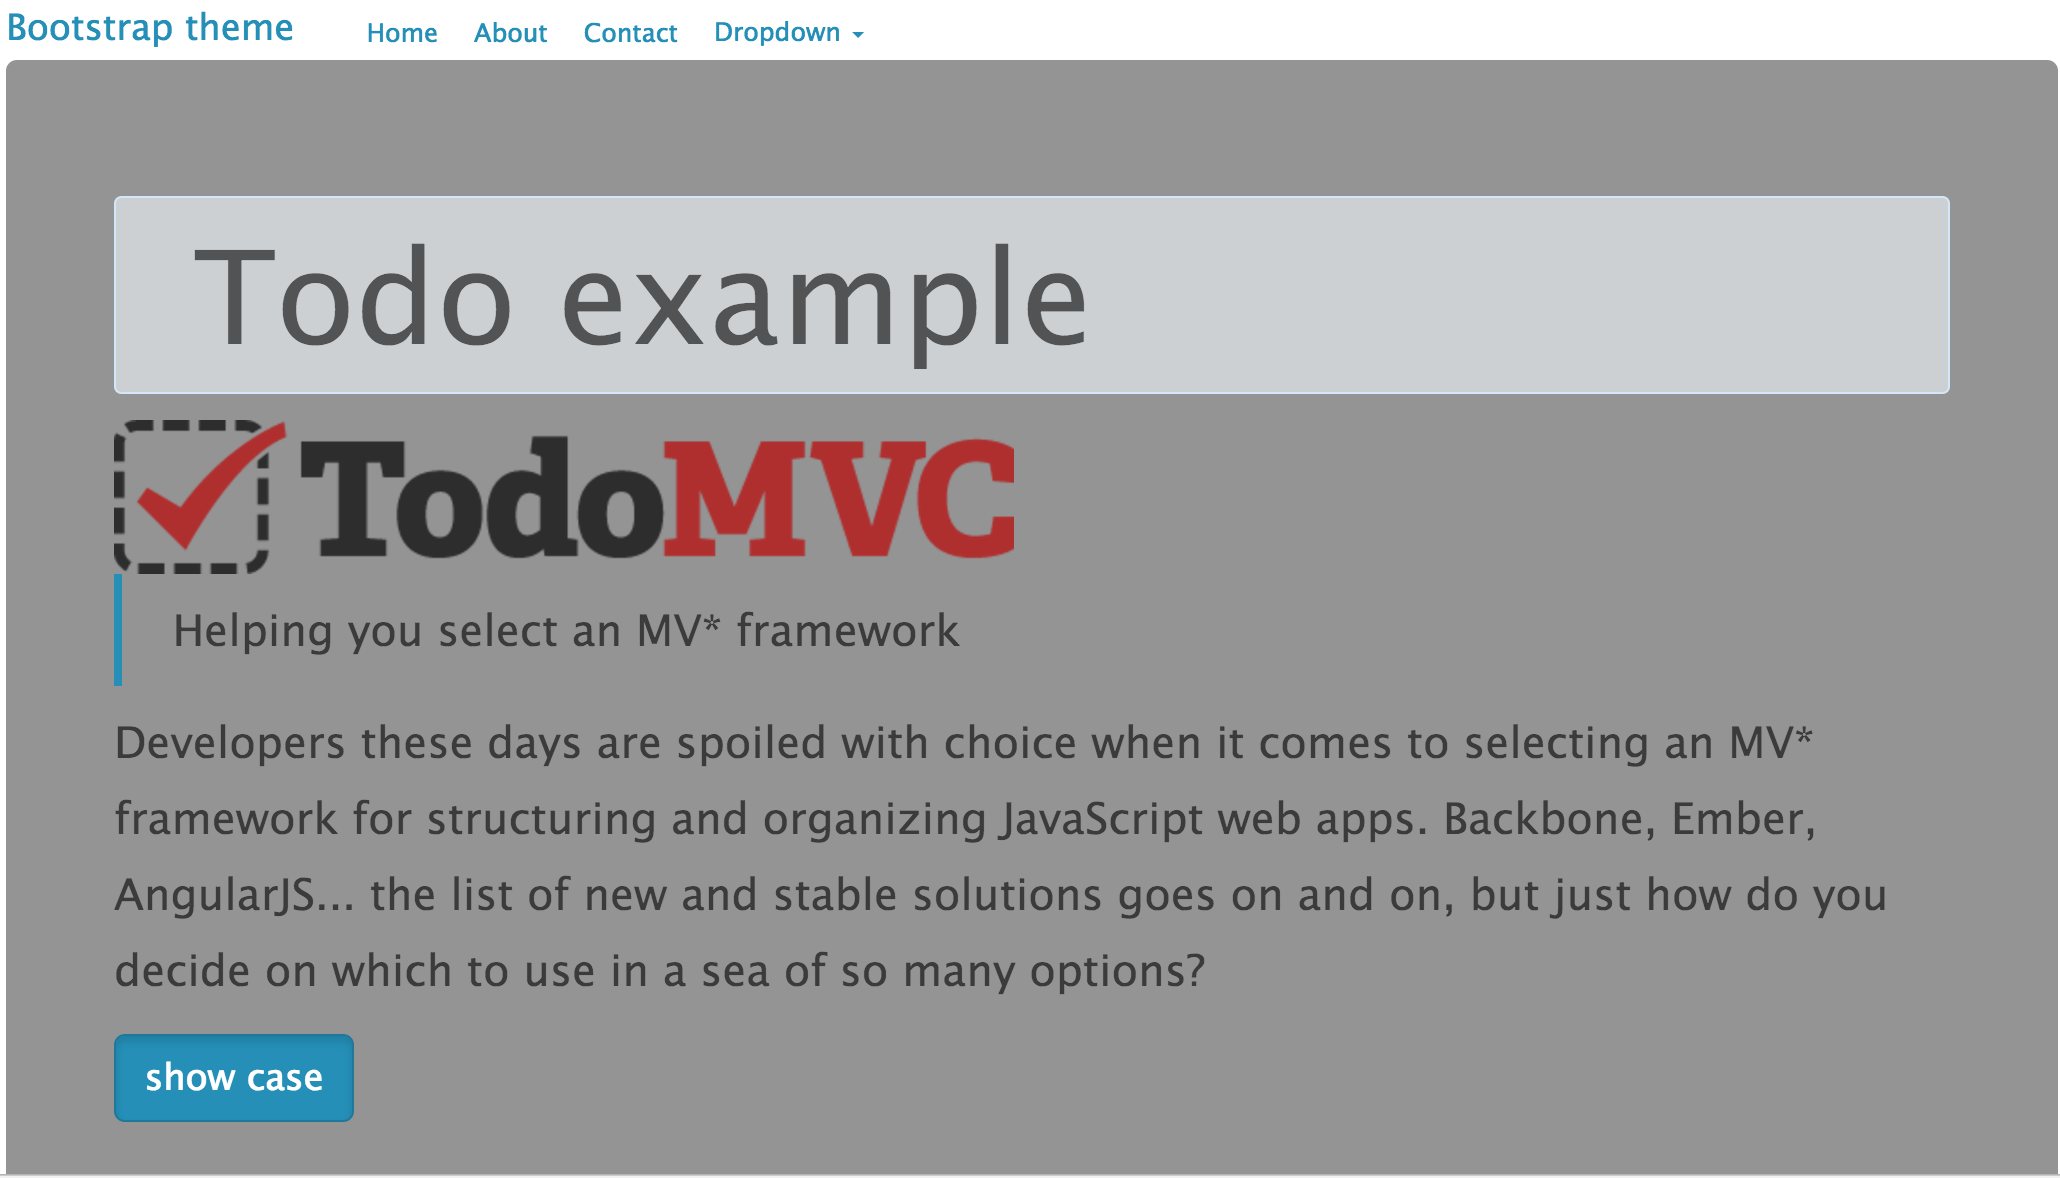 Bootstrap theme Home About Contact Dropdown
Todo example
TodoMVC
Helping you select an MV* framework
Developers these days are spoiled with choice when it comes to selecting an MV*
framework for structuring and organizing JavaScript web apps. Backbone, Ember,
AngularJS... the list of new and stable solutions goes on and on, but just how do you
decide on which to use in a sea of so many options?
show case